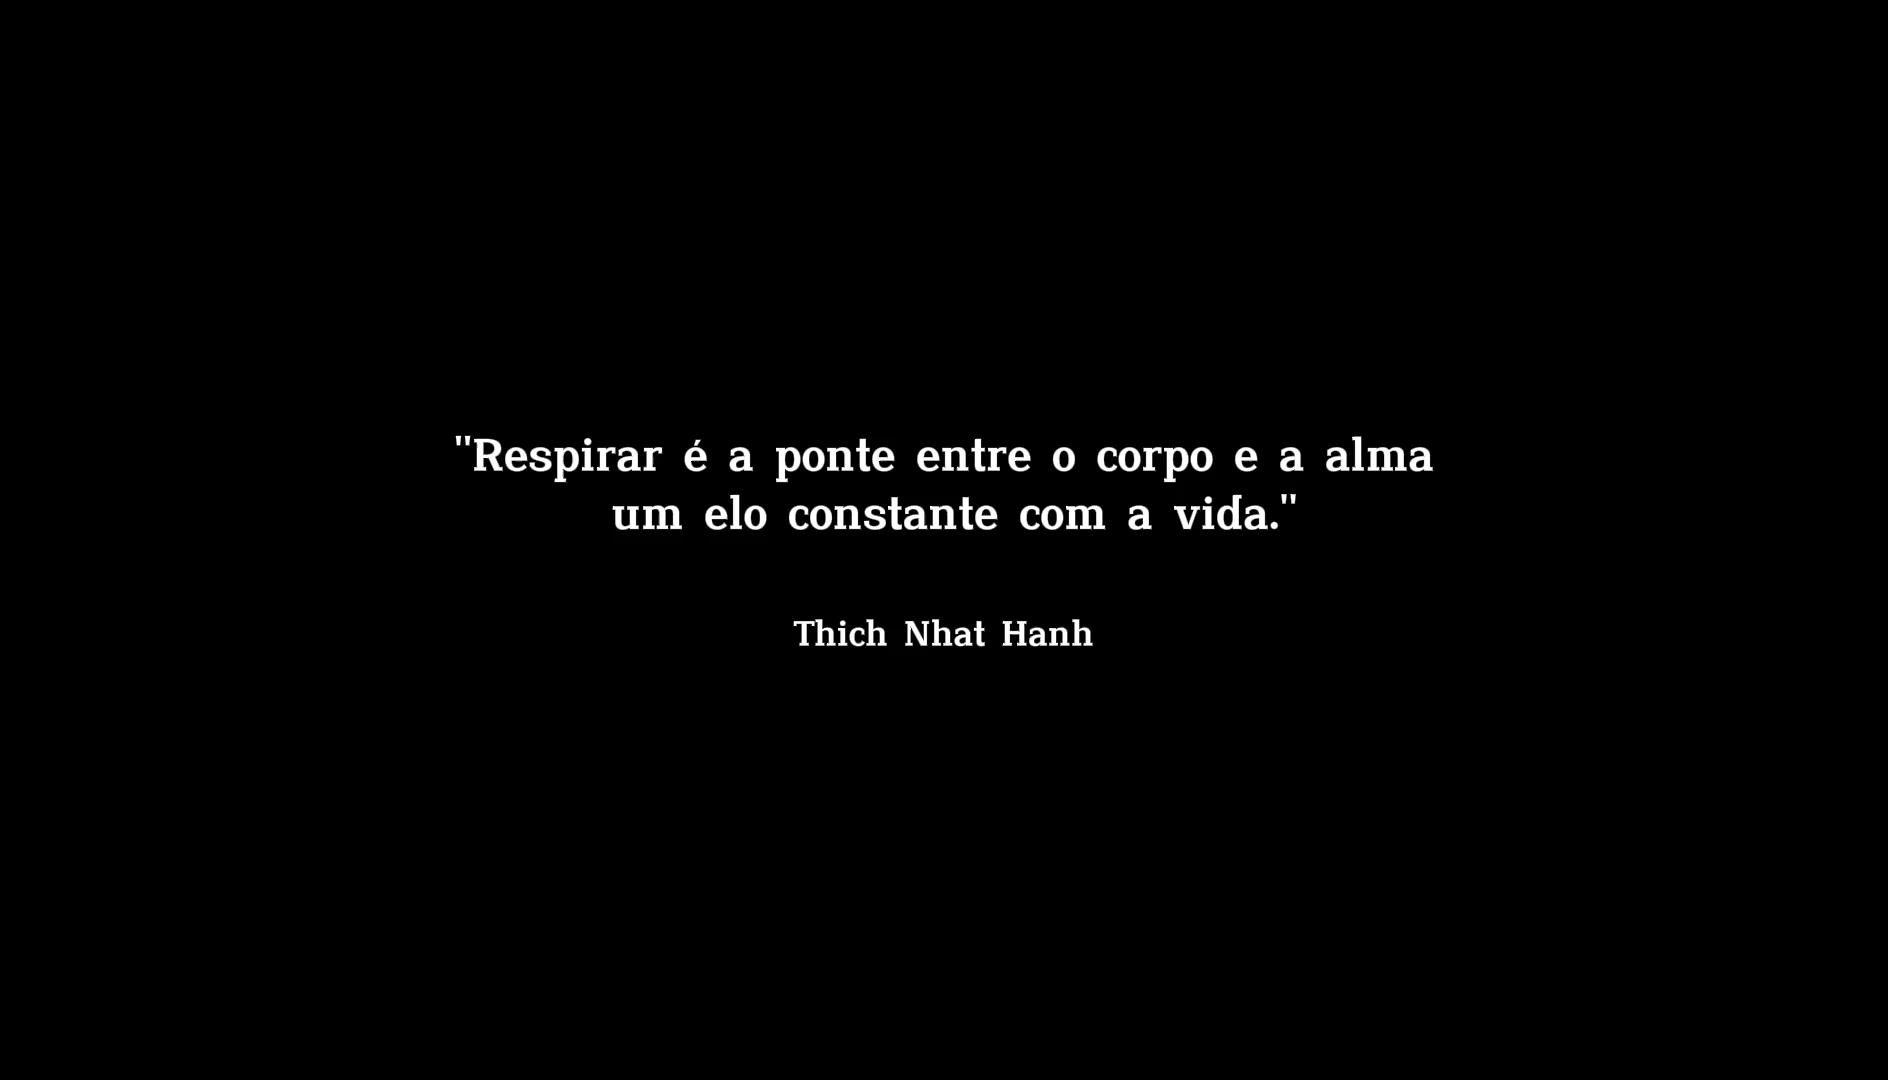 "Respirar é a ponte entre o corpo e a alma
um elo constante com a vida."
Thich Nhat Hanh